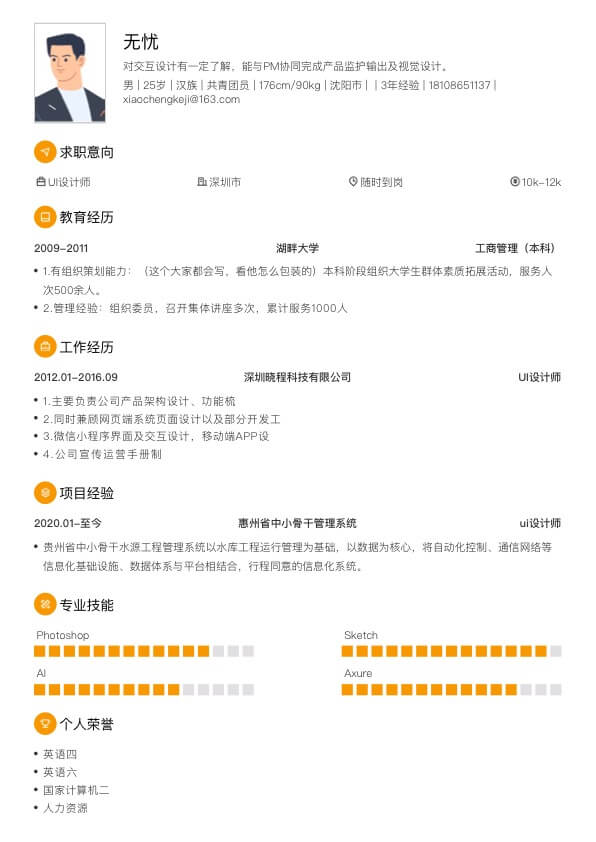 无忧
对交互设计有一定了解，能与PM协同完成产品监护输出及视觉设计。
男 | 25岁 | 汉族 | 共青团员 | 176cm/90kg | 沈阳市 | | 3年经验 | 18108651137 |
xiaochengkeji@163.com
求职意向
UI设计师 深圳市 随时到岗 10k-12k
教育经历
2009-2011 湖畔大学 工商管理（本科）
1.有组织策划能力：（这个大家都会写，看他怎么包装的）本科阶段组织大学生群体素质拓展活动，服务人
次500余人。
2.管理经验：组织委员，召开集体讲座多次，累计服务1000人
工作经历
2012.01-2016.09 深圳晓程科技有限公司 UI设计师
1.主要负责公司产品架构设计、功能梳
2.同时兼顾网页端系统页面设计以及部分开发工
3.微信小程序界面及交互设计，移动端APP设
4.公司宣传运营手册制
项目经验
2020.01-至今 惠州省中小骨干管理系统 ui设计师
贵州省中小骨干水源工程管理系统以水库工程运行管理为基础，以数据为核心，将自动化控制、通信网络等
信息化基础设施、数据体系与平台相结合，行程同意的信息化系统。
专业技能
Photoshop Sketch
AI Axure
个人荣誉
英语四
英语六
国家计算机二
人力资源